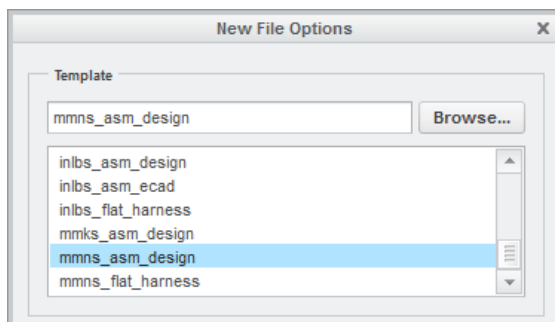 New File Options
Template
mmns_asm_design Browse...
inlbs_asm_design
inlbs_asm_ecad
inlbs_flat_harness
mmks_asm_design
mmns_asm_design
mmns_flat_harness